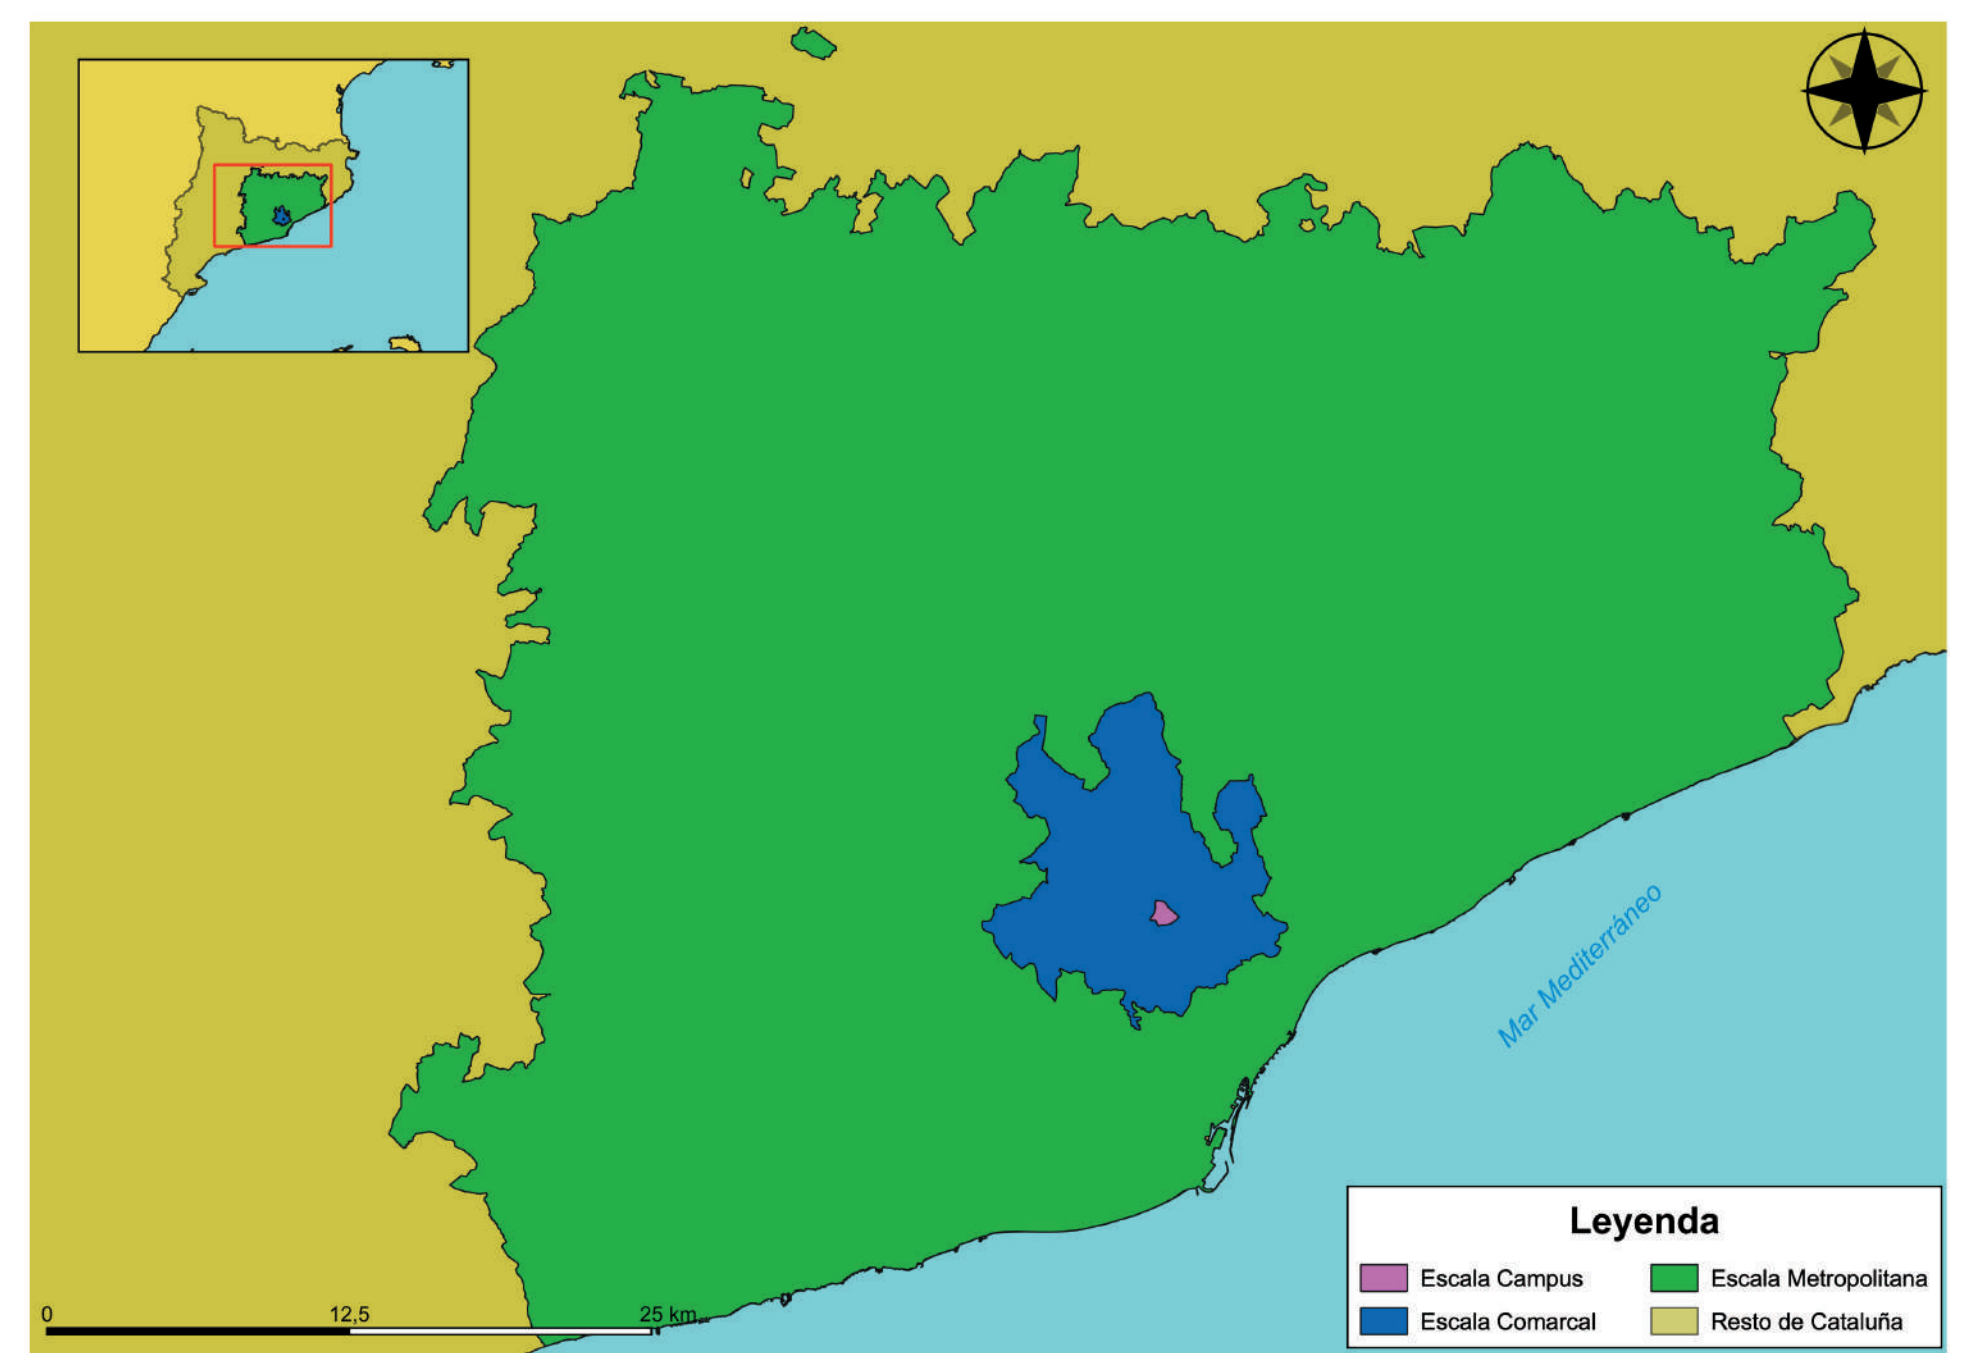 Mar Mediterráneo
Leyenda
Escala Campus
Escala Metropolitana
Escala Comarcal
Resto de Cataluña
0 12,5 25 km